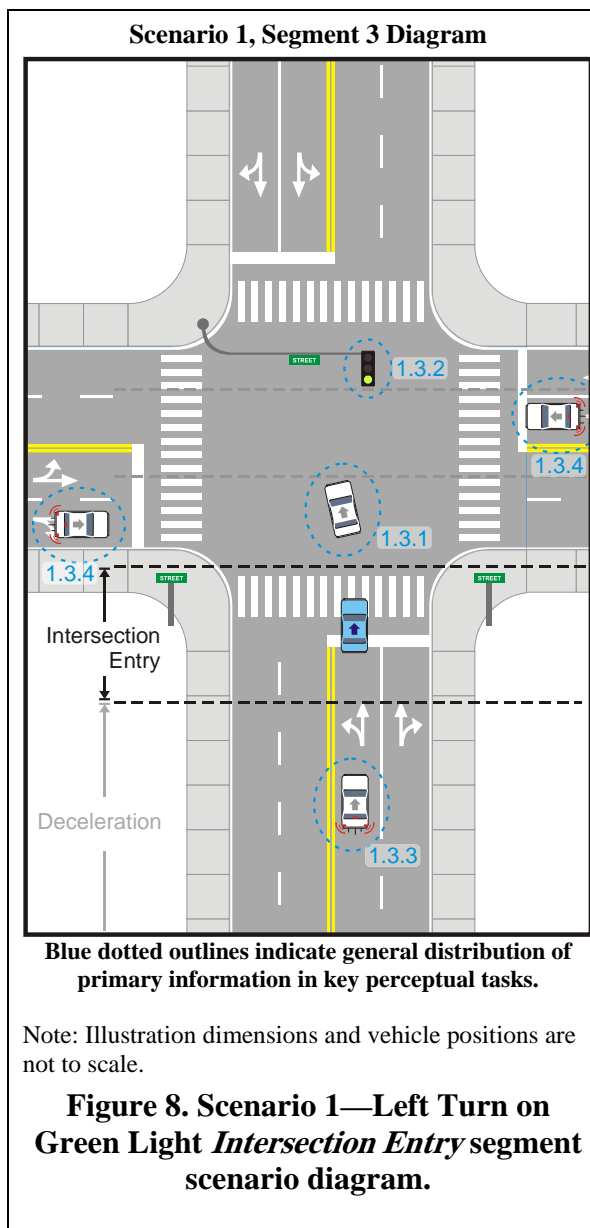 Scenario 1, Segment 3 Diagram
STREET
1.3.2
1.3.4
1.3.1
1.3.4
STREET
STREET
Intersection
Entry
Deceleration
1.3.3
Blue dotted outlines indicate general distribution of
primary information in key perceptual tasks.
Note: Illustration dimensions and vehicle positions are
not to scale.
Figure 8. Scenario 1—Left Turn on
Green Light Intersection Entry segment
scenario diagram.